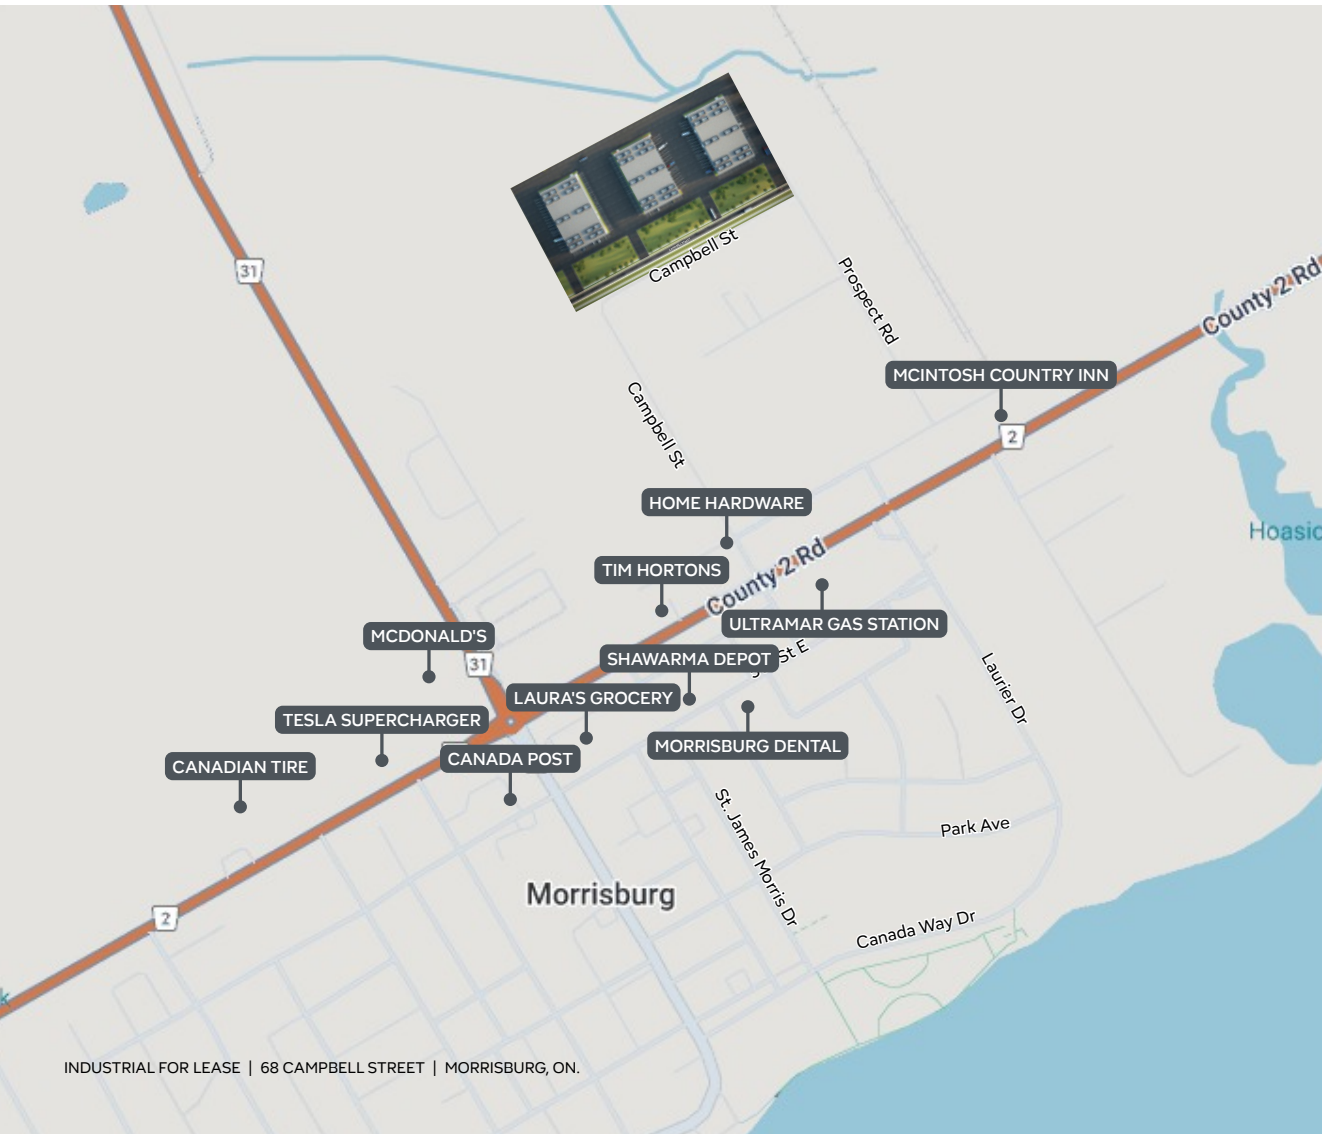 Campbell St
31
Prospect Rd
County 2 Rd
MCINTOSH COUNTRY INN
2
Campbell St
HOME HARDWARE
Hoasic
County 2 Rd
TIM HORTONS
ULTRAMAR GAS STATION
MCDONALD'S
31
SHAWARMA DEPOT
St E
Laurier Dr
LAURA'S GROCERY
TESLA SUPERCHARGER
MORRISBURG DENTAL
CANADA POST
CANADIAN TIRE
St. James Morris Dr
Park Ave
Morrisburg
2
Canada Way Dr
k
INDUSTRIAL FOR LEASE | 68 CAMPBELL STREET | MORRISBURG, ON.